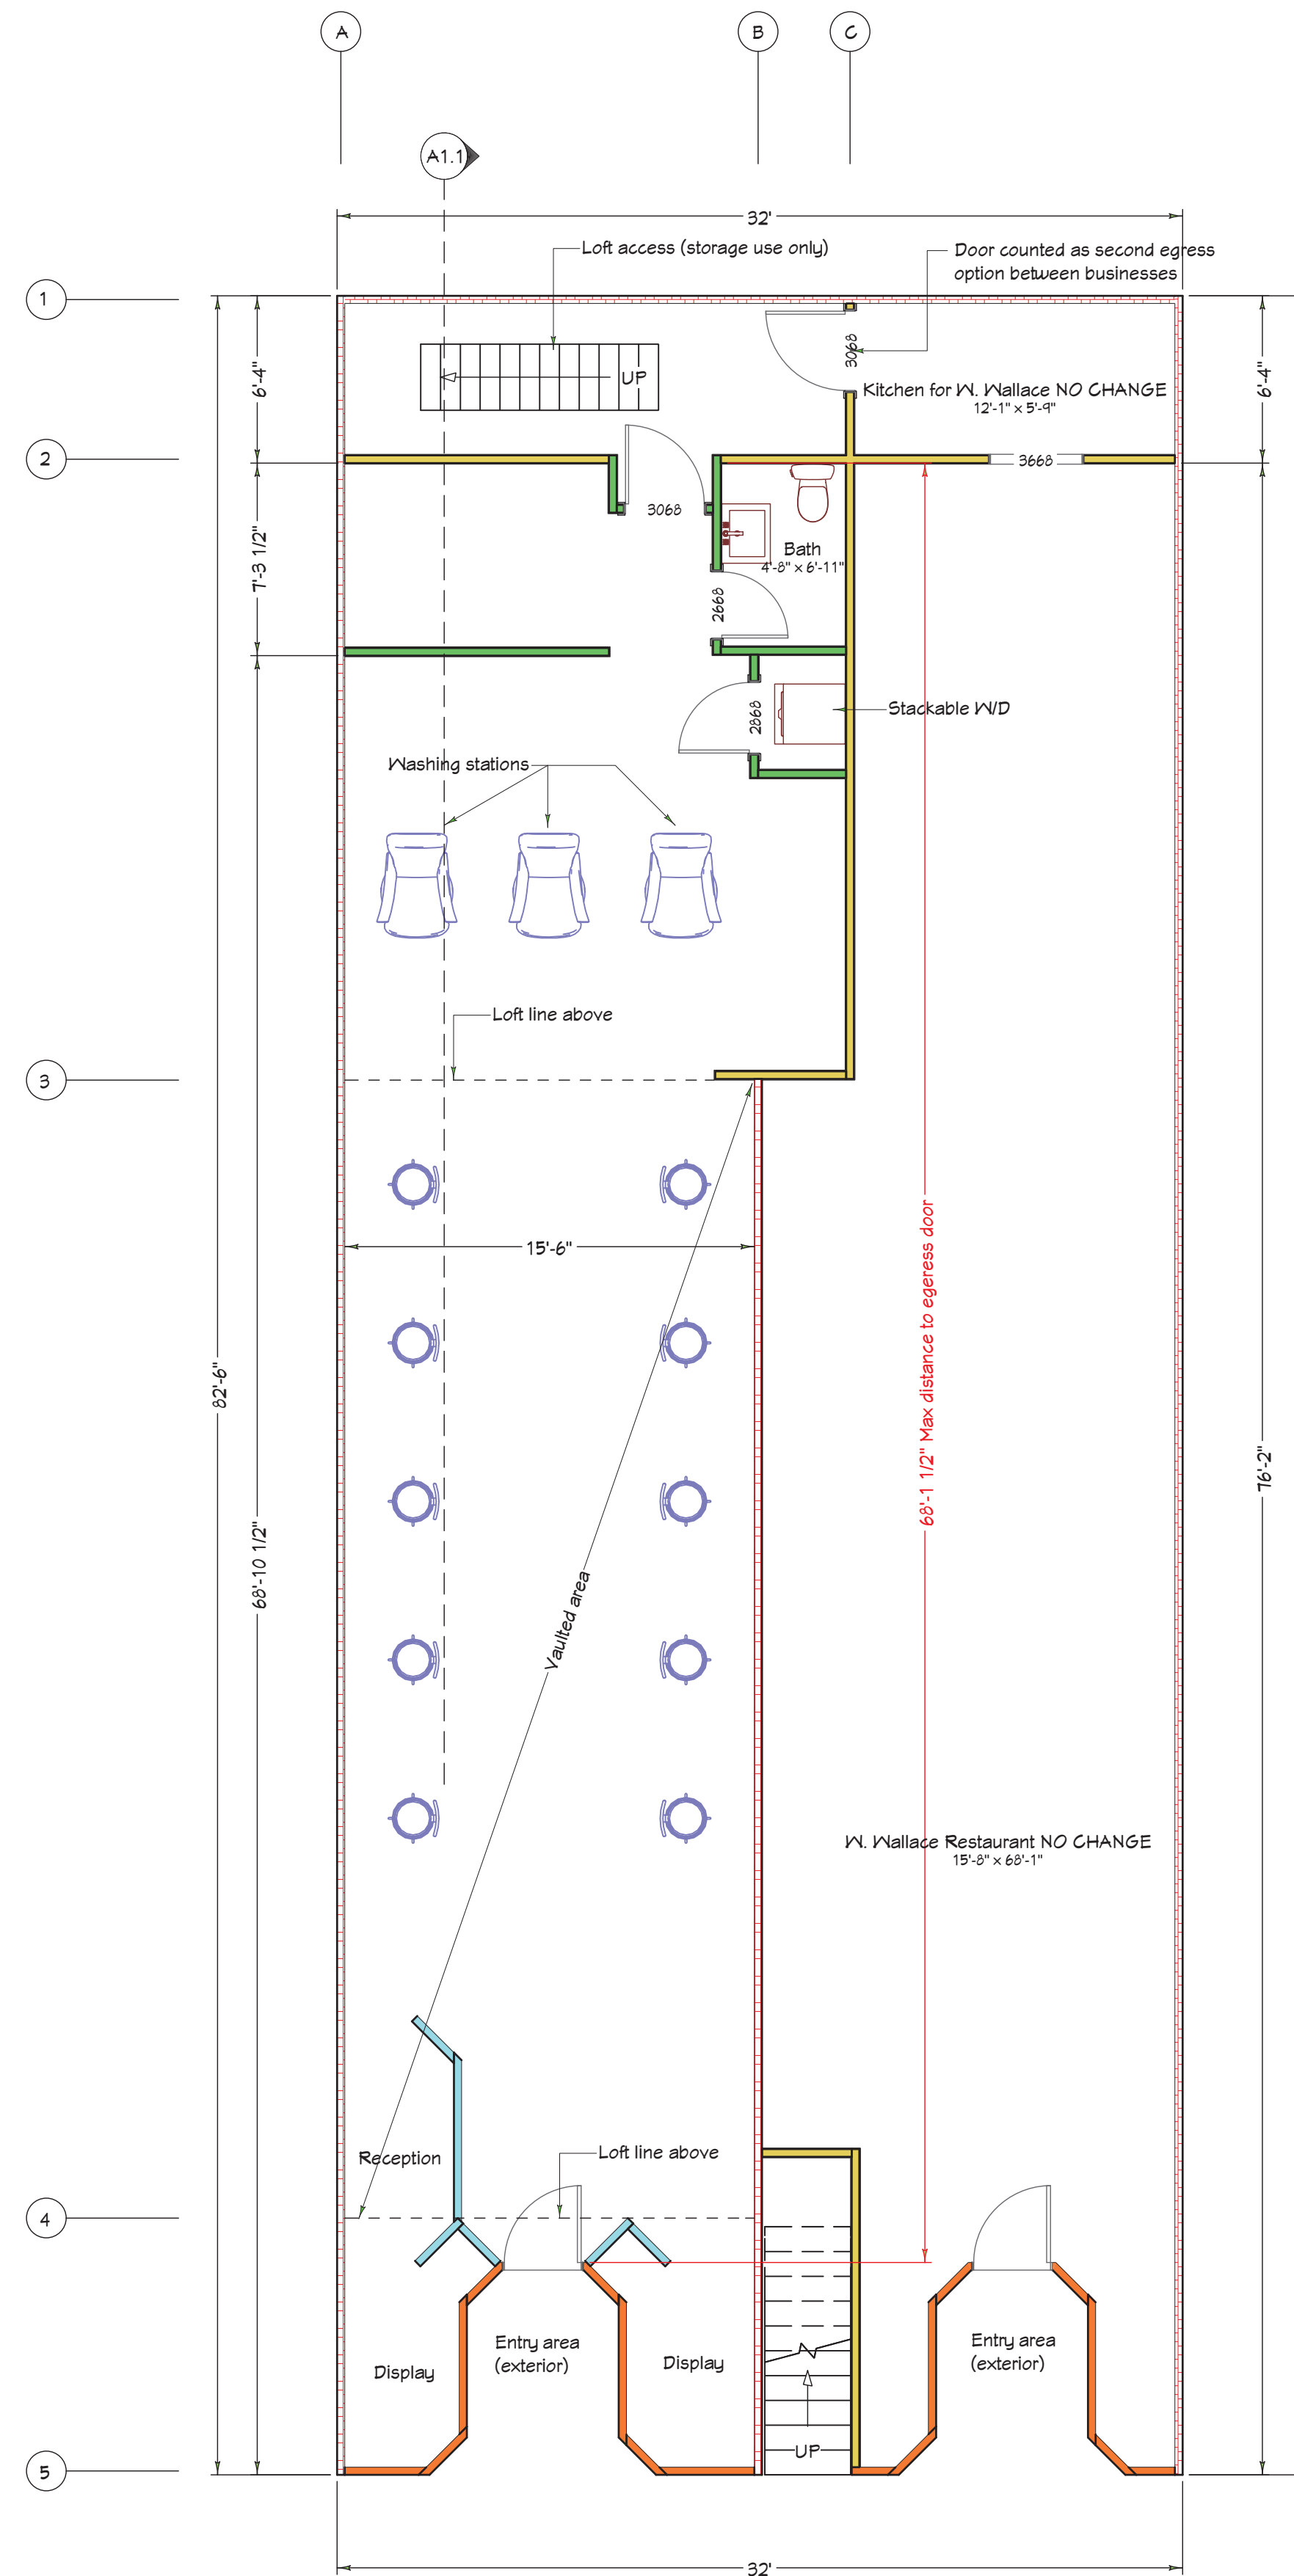 A
B
C
A1.1
32'
Loft access (storage use only)
Door counted as second egress
option between businesses
1
UP
3068
6'-4"
6'-4"
Kitchen for W. Wallace NO CHANGE
12'-1" x 5'-9"
2
3668
3068
7'-3 1/2"
Bath
4'-8" x 6'-11"
2668
2868
Stackable W/D
Washing stations
Loft line above
3
15'-6"
68'-1 1/2" Max distance to egeress door
82'-6"
76'-2"
68'-10 1/2"
Vaulted area
W. Wallace Restaurant NO CHANGE
15'-8" x 68'-1"
Reception
Loft line above
4
Entry area
(exterior)
Entry area
(exterior)
Display
Display
UP
5
32'